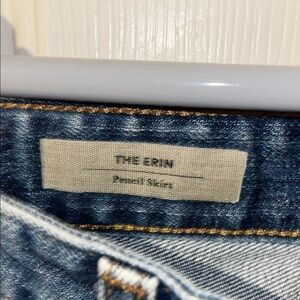 THE ERIN
Pencil Skirt